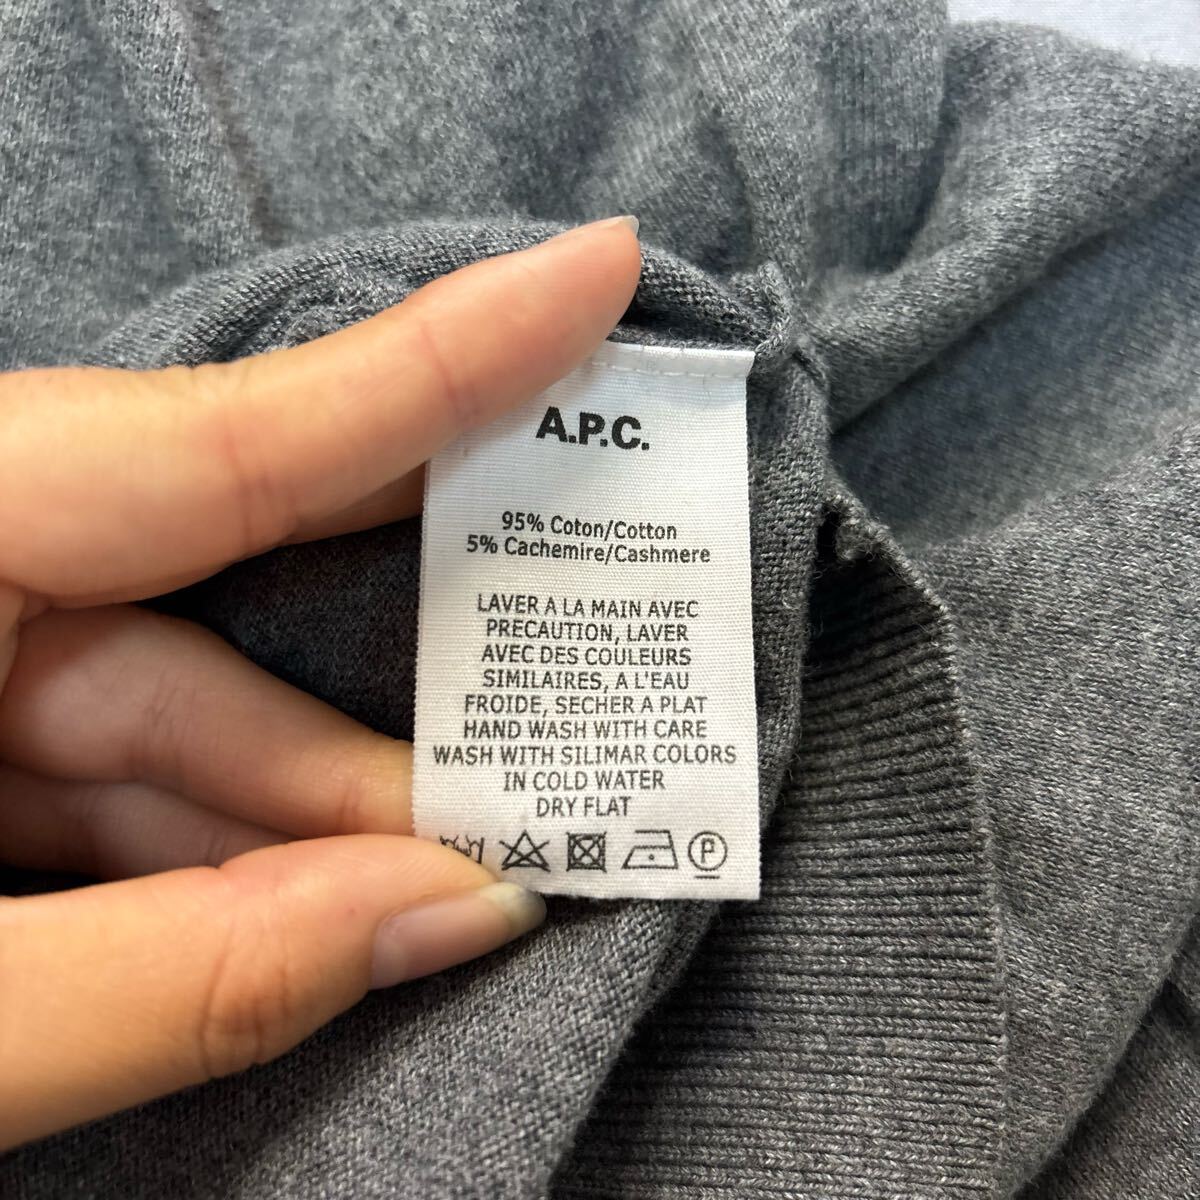 A.P.C.
95% Coton/Cotton
5% Cachemire/Cashmere
LAVER A LA MAIN AVEC
PRECAUTION, LAVER
AVEC DES COULEURS
SIMILAIRES, A L'EAU
FROIDE, SECHER A PLAT
HAND WASH WITH CARE
WASH WITH SILIMAR COLORS
IN COLD WATER
DRY FLAT
P